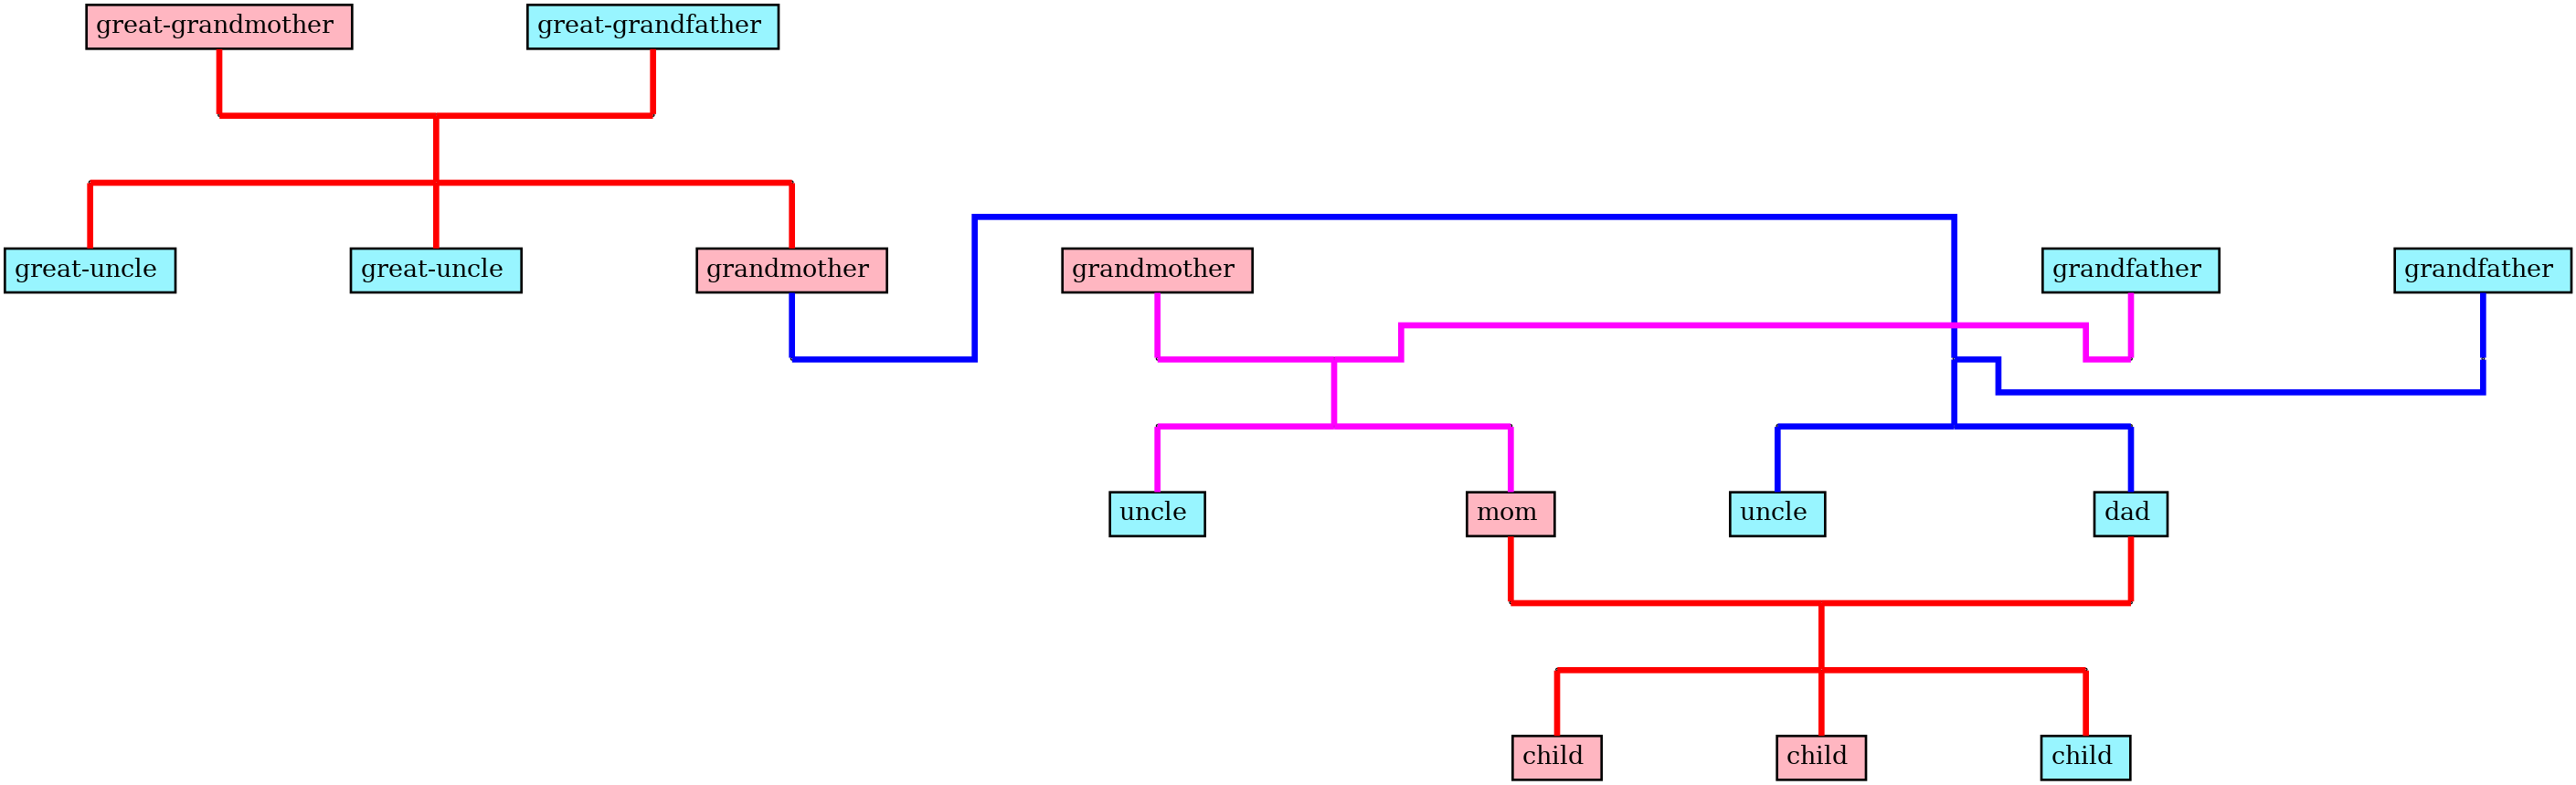 great-grandmother
great-grandfather
great-uncle
great-uncle
grandmother
grandmother
grandfather
grandfather
uncle
mom
uncle
dad
child
child
child